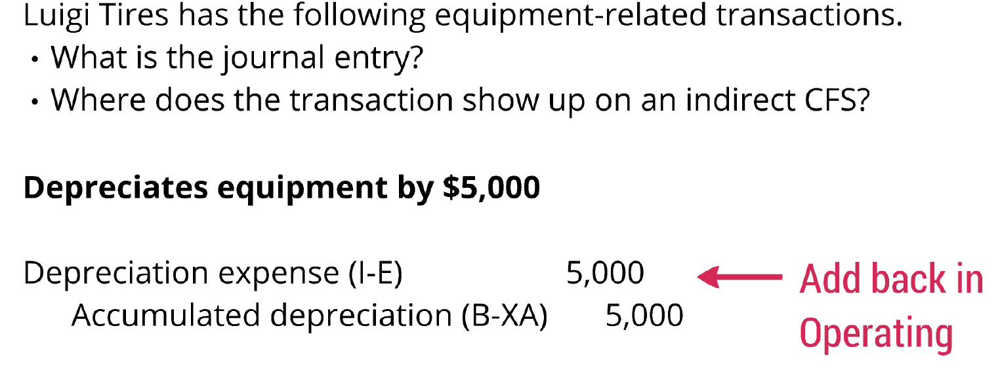 Luigi Tires has the following equipment-related transactions.
• What is the journal entry?
• Where does the transaction show up on an indirect CFS?
Depreciates equipment by $5,000
Depreciation expense (I-E) 5,000
Accumulated depreciation (B-XA) 5,000
Add back in
Operating